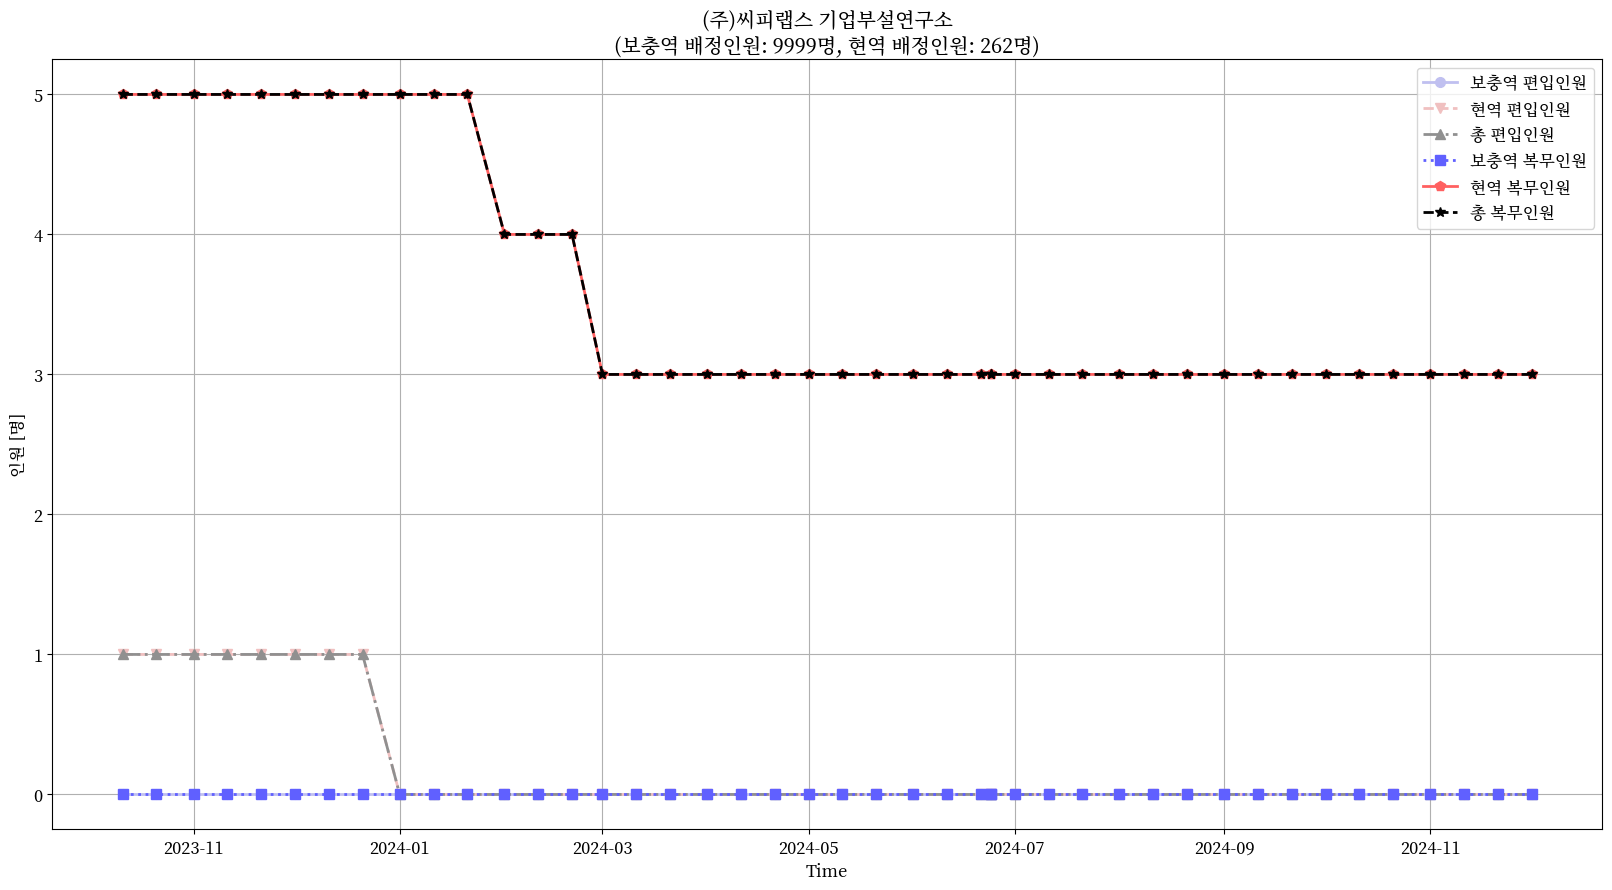 (주)씨피랩스 기업부설연구소
(보충역 배정인원: 9999명, 현역 배정인원: 262명)
보충역 편입인원
현역 편입인원
총 편입인원
보충역 복무인원
현역 복무인원
총 복무인원
인원 [명]
5
4
3
2
1
0
2023-11
2024-01
2024-03
2024-05
2024-07
2024-09
2024-11
Time